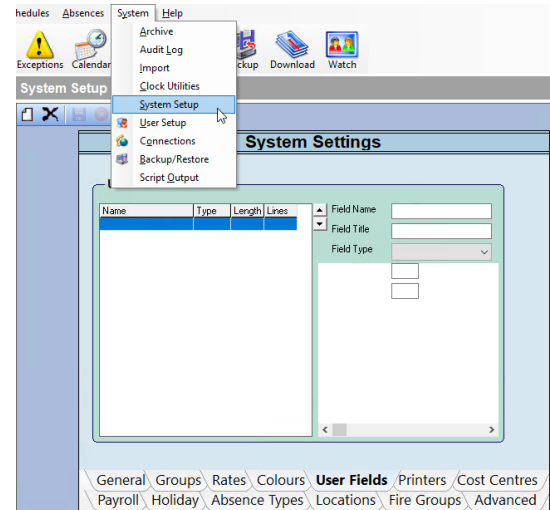 hedules Absences System Help
Exceptions Calendar ckup Download Watch
Archive
Audit Log
Import
Clock Utilities
System Setup
User Setup
Connections
Backup/Restore
Script Output
System Setup
System Settings
Name Type Length Lines
Field Name
Field Title
Field Type
General Groups Rates Colours User Fields Printers Cost Centres
Payroll Holiday Absence Types Locations Fire Groups Advanced